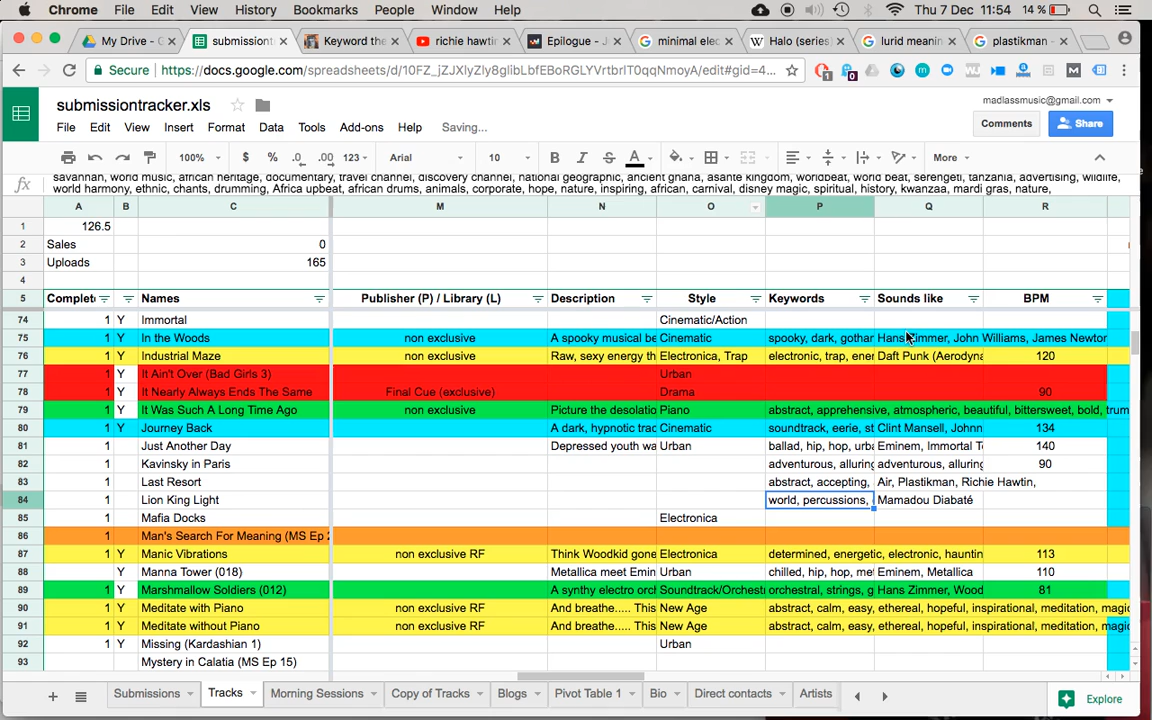 Chrome File Edit View History Bookmarks People Window Help Thu 7 Dec 11:54 14 %
My Drive - G submissiont Keyword the richie hawtin Epilogue - J minimal elec Halo (series) lurid meanin plastikman -
Secure https://docs.google.com/spreadsheets/d/
submissiontracker.xls madlassmusic@gmail.com
File Edit View Insert Format Data Tools Add-ons Help Saving... Comments Share
100% $ % .0 .00 123 Arial 10 B I S A More
savannah, world music, african heritage, documentary, travel channel, discovery channel, national geographic, ancient ghana, asante kingdom, worldbeat, world beat, serengeti, tanzania, advertising, wildlife,
fx world harmony, ethnic, chants, drumming, Africa upbeat, african drums, animals, corporate, hope, nature, inspiring, african, carnival, disney magic, spiritual, history, kwanzaa, mardi gras, nature,
A B C M N O P Q R
1 126.5
2 Sales 0
3 Uploads 165
4
5 Complete Names Publisher (P) / Library (L) Description Style Keywords Sounds like BPM
74 1 Y Immortal Cinematic/Action
75 1 Y In the Woods non exclusive A spooky musical be Cinematic spooky, dark, gothar Hans Zimmer, John Williams, James Newton
76 1 Y Industrial Maze non exclusive Raw, sexy energy th Electronica, Trap electronic, trap, ener Daft Punk (Aerodyna 120
77 1 Y It Ain't Over (Bad Girls 3) Urban
78 1 Y It Nearly Always Ends The Same Final Cue (exclusive) Drama 90
79 1 Y It Was Such A Long Time Ago non exclusive Picture the desolatio Piano abstract, apprehensive, atmospheric, beautiful, bittersweet, bold, trum
80 1 Y Journey Back A dark, hypnotic trac Cinematic soundtrack, eerie, st Clint Mansell, Johnn 134
81 1 Just Another Day Depressed youth wa Urban ballad, hip, hop, urba Eminem, Immortal T 140
82 1 Kavinsky in Paris adventurous, alluring adventurous, alluring 90
83 1 Last Resort abstract, accepting, Air, Plastikman, Richie Hawtin,
84 1 Lion King Light world, percussions, Mamadou Diabaté
85 1 Mafia Docks Electronica
86 1 Man's Search For Meaning (MS Ep 2
87 1 Y Manic Vibrations non exclusive RF Think Woodkid gone Electronica determined, energetic, electronic, hauntin 113
88 Y Manna Tower (018) Metallica meet Emin chilled, hip, hop, me Eminem, Metallica 110
89 1 Y Marshmallow Soldiers (012) A synthy electro orch Soundtrack/Orchest orchestral, strings, g Hans Zimmer, Wood 81
90 1 Y Meditate with Piano non exclusive RF And breathe..... This New Age abstract, calm, easy, ethereal, hopeful, inspirational, meditation, magic
91 1 Y Meditate without Piano non exclusive RF And breathe..... This New Age abstract, calm, easy, ethereal, hopeful, inspirational, meditation, magic
92 1 Y Missing (Kardashian 1) Urban
93 Mystery in Calatia (MS Ep 15)
Submissions Tracks Morning Sessions Copy of Tracks Blogs Pivot Table 1 Bio Direct contacts Artists Explore